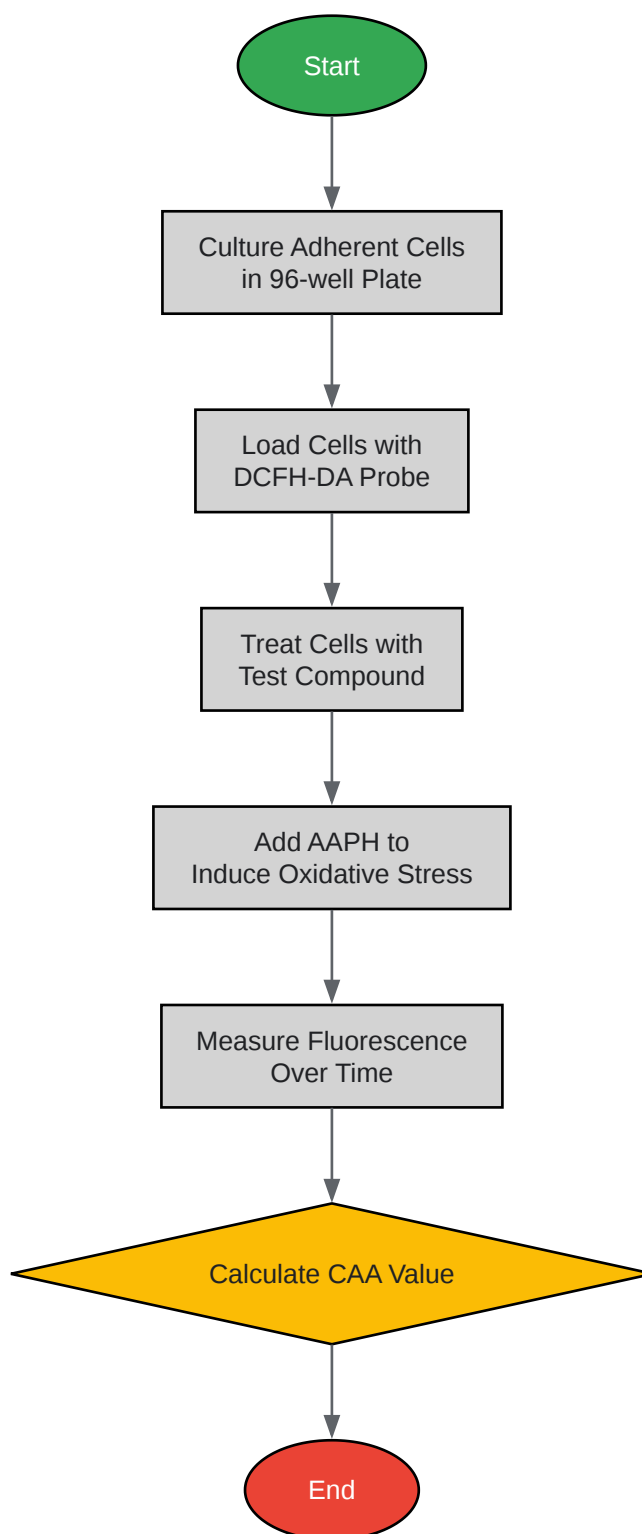 Start
Culture Adherent Cells
in 96-well Plate
Load Cells with
DCFH-DA Probe
Treat Cells with
Test Compound
Add AAPH to
Induce Oxidative Stress
Measure Fluorescence
Over Time
Calculate CAA Value
End